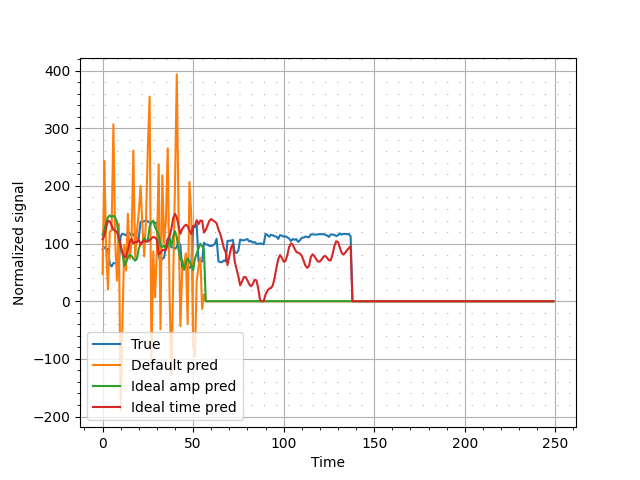 400
300
200
100
0
−100
−200
Normalized signal
True
Default pred
Ideal amp pred
Ideal time pred
0 50 100 150 200 250
Time